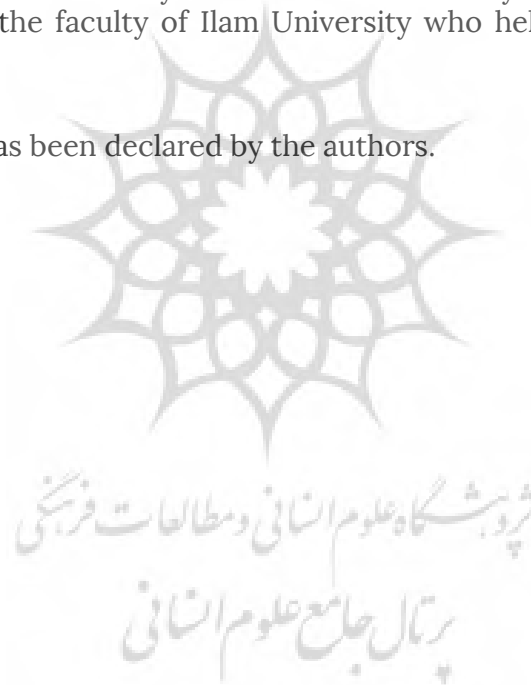 the faculty of Ilam University who hel
as been declared by the authors.
پژوهشگاه علوم انسانی و مطالعات فرهنگی
پرتال جامع علوم انسانی